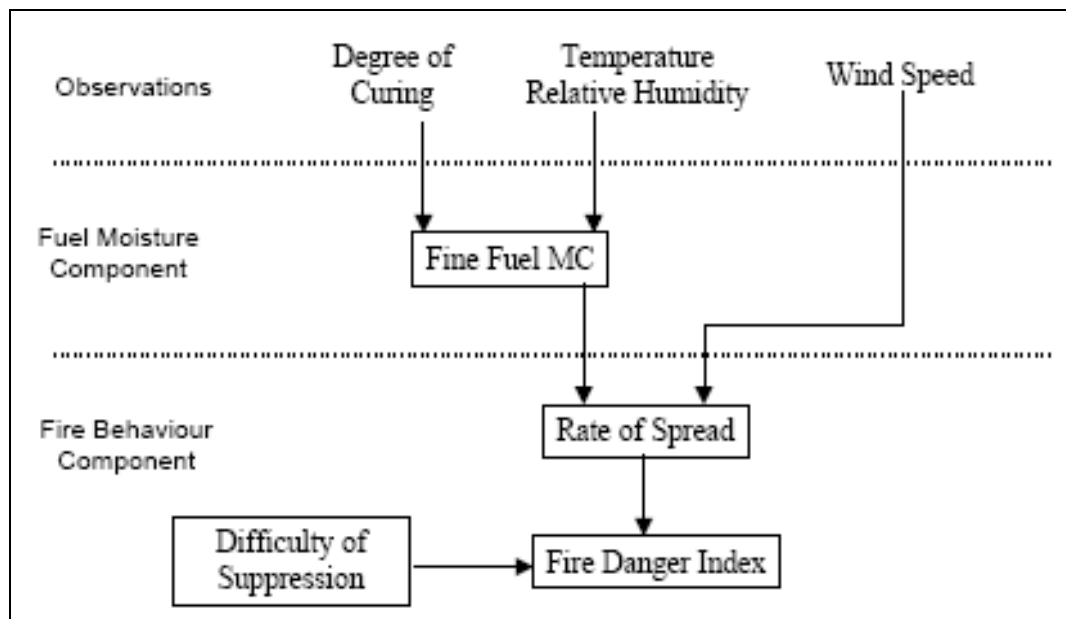 Observations
Degree of
Curing
Temperature
Relative Humidity
Wind Speed
Fuel Moisture
Component
Fine Fuel MC
Fire Behaviour
Component
Rate of Spread
Difficulty of
Suppression
Fire Danger Index